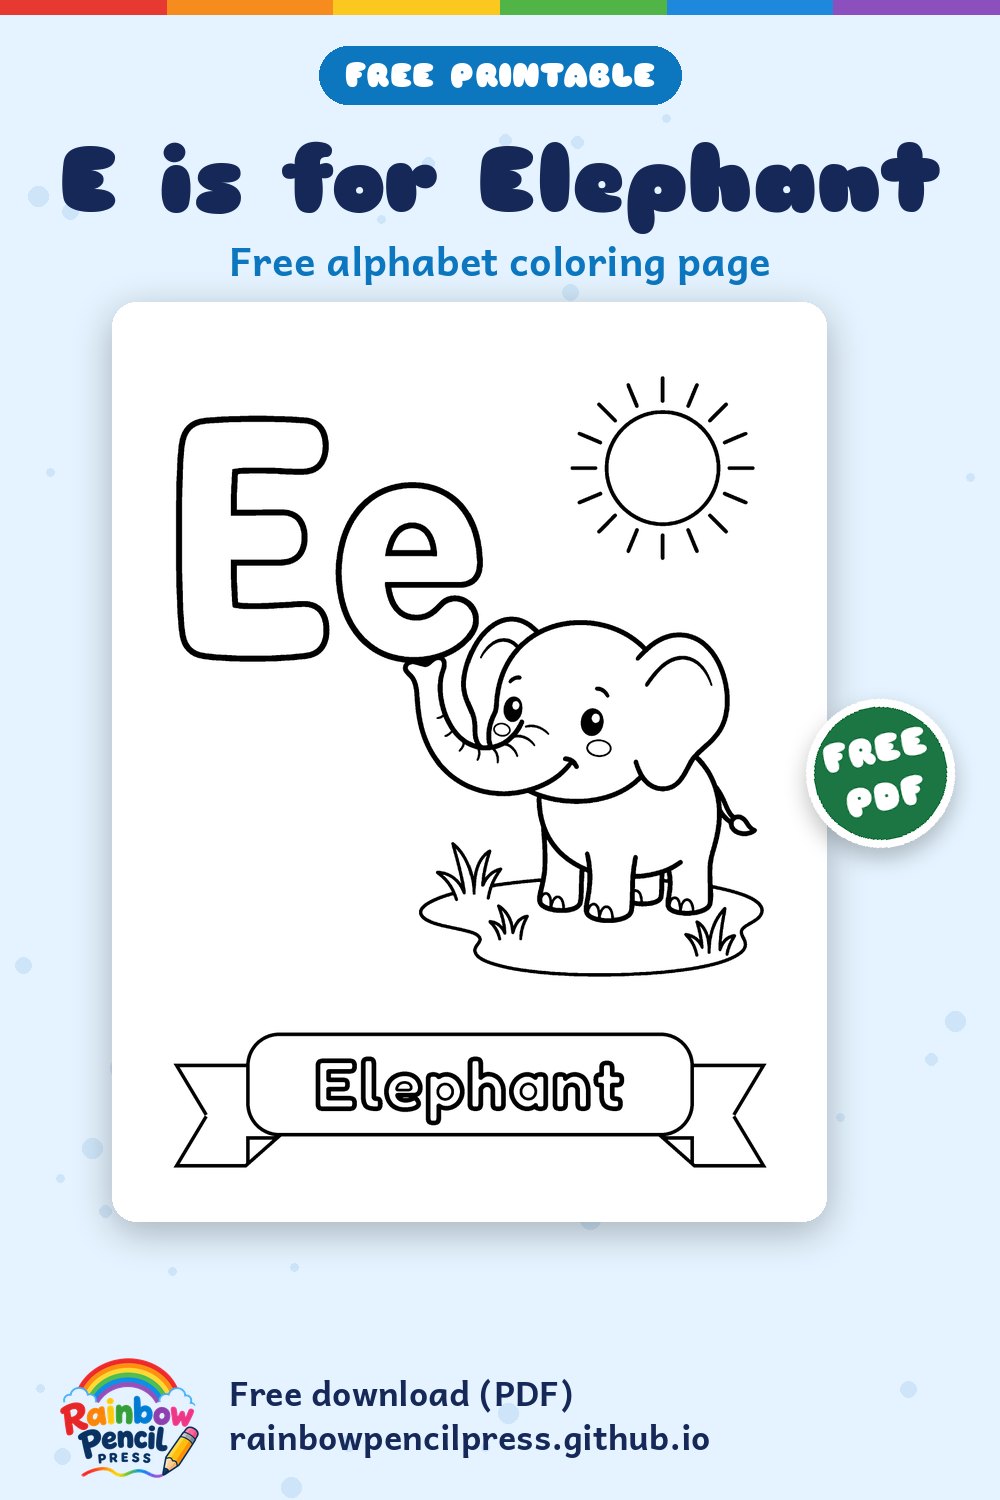 FREE PRINTABLE
E is for Elephant
Free alphabet coloring page
Ee
FREE
PDF
Elephant
Rainbow
Pencil
PRESS
Free download (PDF)
rainbowpencilpress.github.io